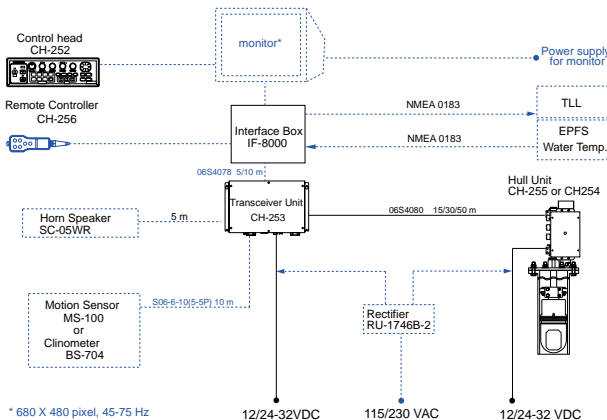 Control head
CH-252
monitor*
Power supply
for monitor
Remote Controller
CH-256
NMEA 0183
TLL
Interface Box
IF-8000
NMEA 0183
EPFS
Water Temp.
06S4078 5/10 m
Hull Unit
CH-255 or CH254
Transceiver Unit
CH-253
06S4080 15/30/50 m
Horn Speaker
SC-05WR
5 m
Motion Sensor
MS-100
or
Clinometer
BS-704
S06-6-10(5-5P) 10 m
Rectifier
RU-1746B-2
* 680 X 480 pixel, 45-75 Hz
12/24-32VDC
115/230 VAC
12/24-32 VDC